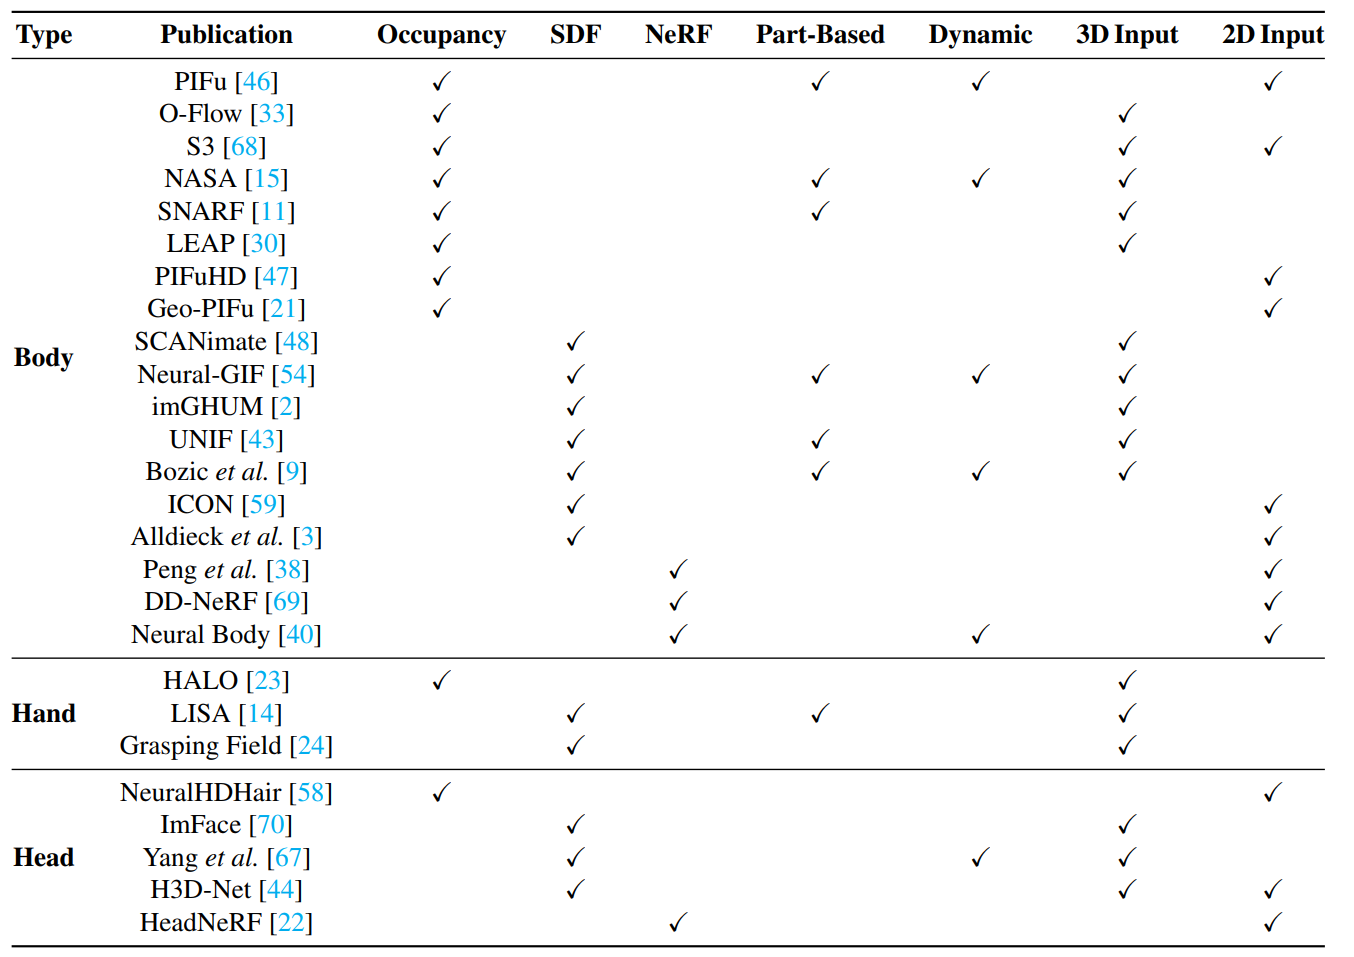 Type Publication Occupancy SDF NeRF Part-Based Dynamic 3D Input 2D Input
PIFu [46] ✓ ✓ ✓ ✓
O-Flow [33] ✓ ✓
S3 [68] ✓ ✓ ✓
NASA [15] ✓ ✓ ✓ ✓
SNARF [11] ✓ ✓ ✓
LEAP [30] ✓ ✓
PIFuHD [47] ✓ ✓
Geo-PIFu [21] ✓ ✓
SCANimate [48] ✓ ✓
Body
Neural-GIF [54] ✓ ✓ ✓ ✓
imGHUM [2] ✓ ✓
UNIF [43] ✓ ✓ ✓
Bozic et al. [9] ✓ ✓ ✓ ✓
ICON [59] ✓ ✓
Alldieck et al. [3] ✓ ✓
Peng et al. [38] ✓ ✓
DD-NeRF [69] ✓ ✓
Neural Body [40] ✓ ✓ ✓
HALO [23] ✓ ✓
Hand LISA [14] ✓ ✓ ✓
Grasping Field [24] ✓ ✓
NeuralHDHair [58] ✓ ✓
ImFace [70] ✓ ✓
Head Yang et al. [67] ✓ ✓ ✓
H3D-Net [44] ✓ ✓ ✓
HeadNeRF [22] ✓ ✓